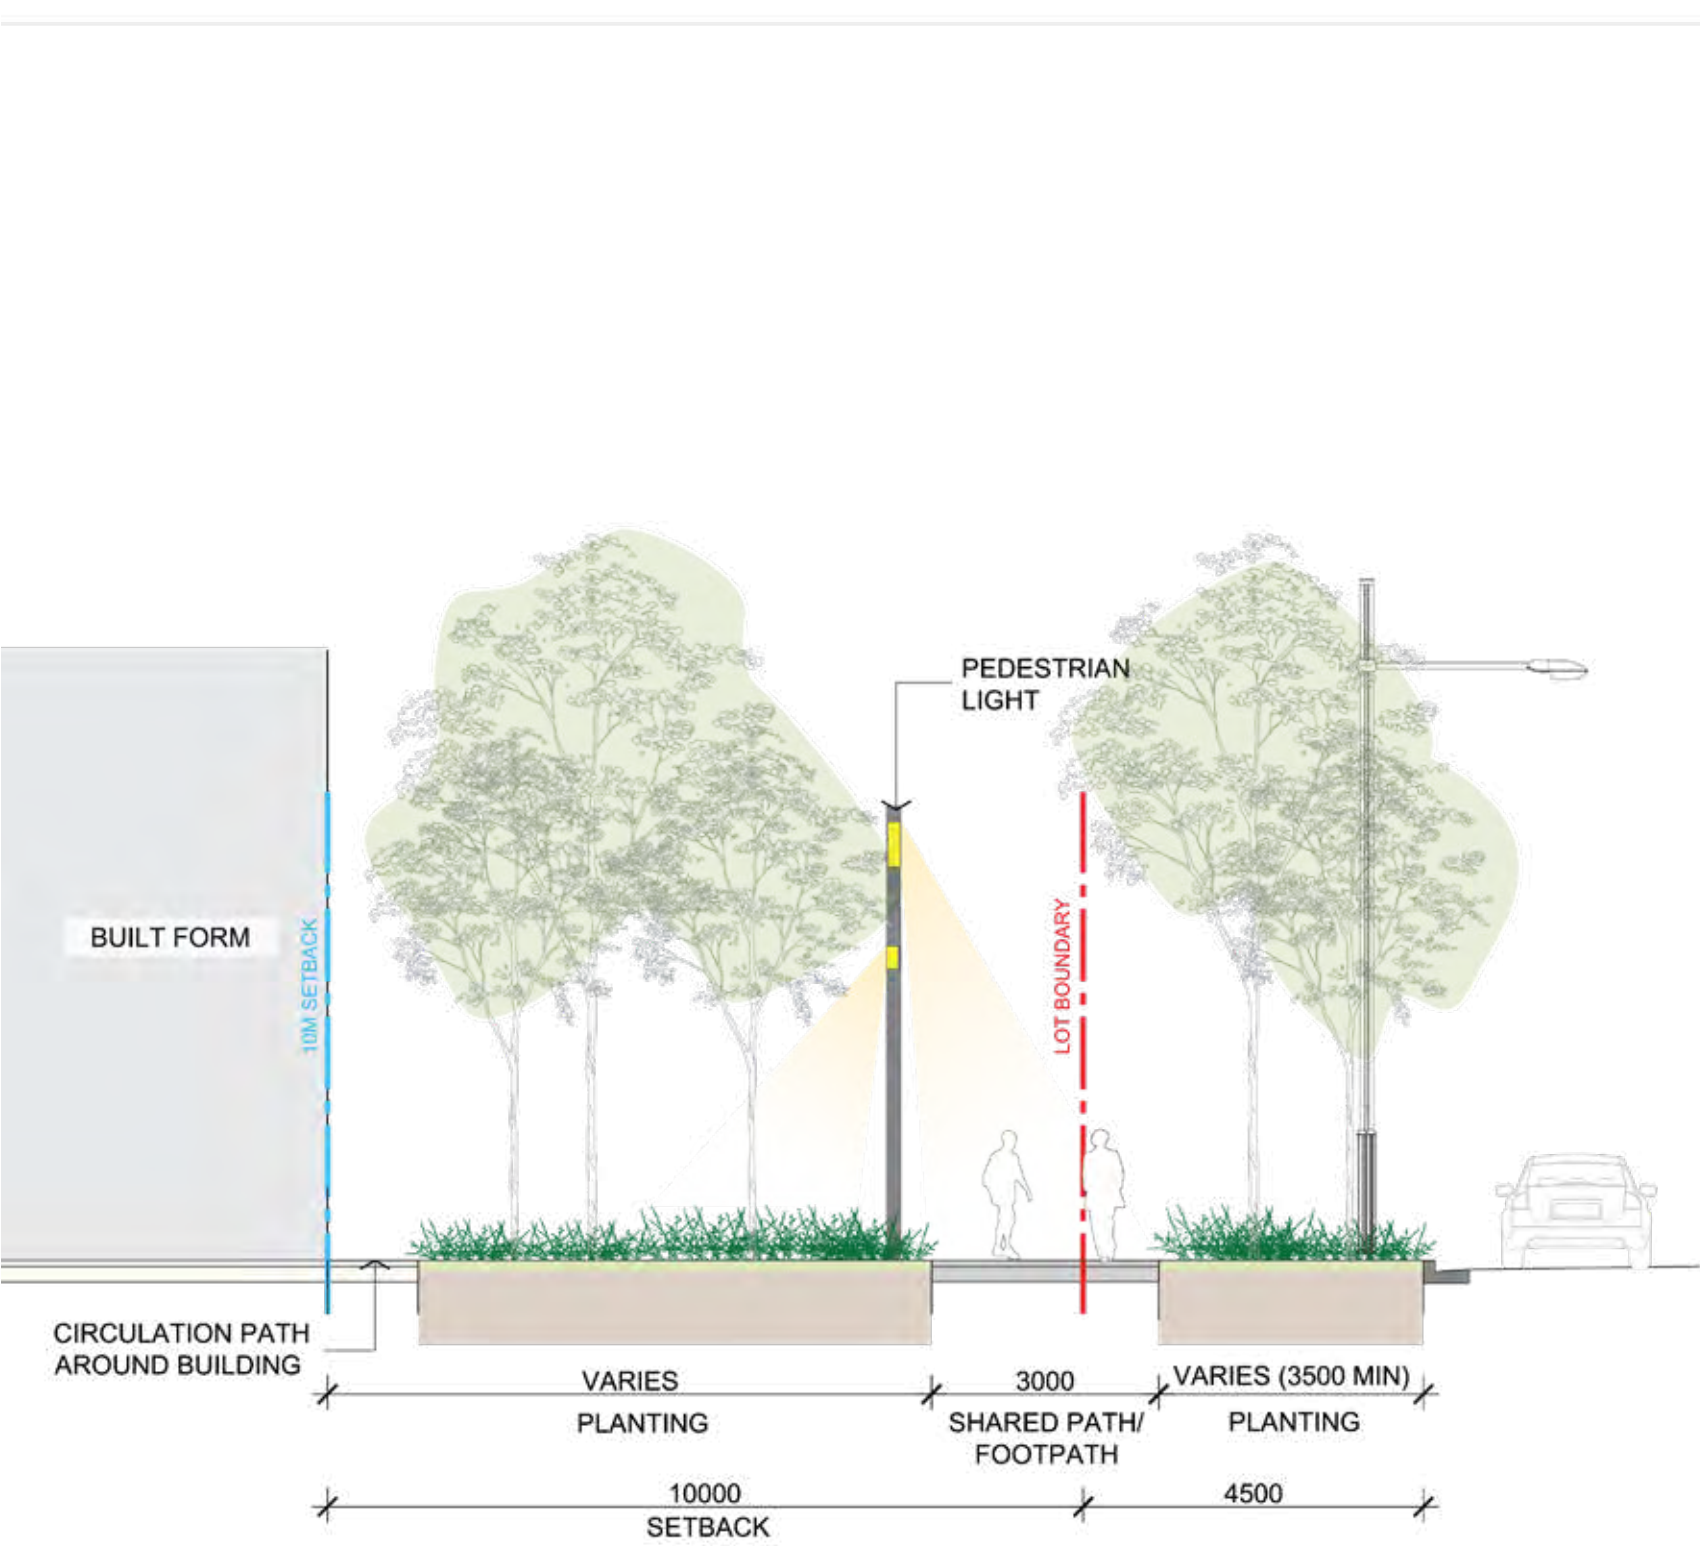 PEDESTRIAN
LIGHT
BUILT FORM
10M SETBACK
LOT BOUNDARY
CIRCULATION PATH
AROUND BUILDING
VARIES
PLANTING
3000
SHARED PATH/
FOOTPATH
VARIES (3500 MIN)
PLANTING
10000
SETBACK
4500